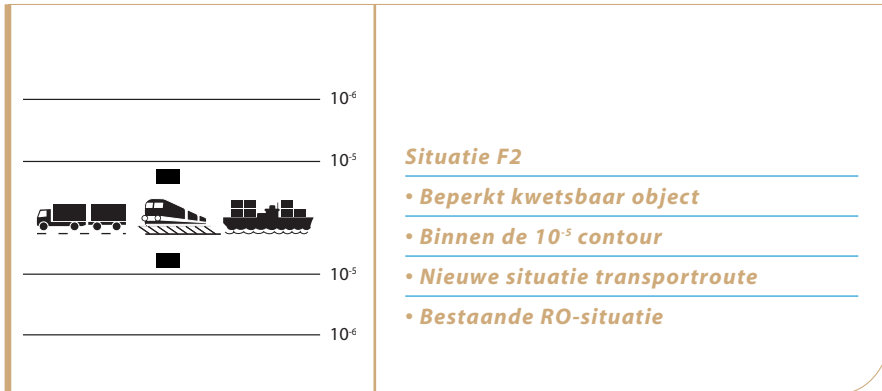 10⁻⁶
10⁻⁵
10⁻⁵
10⁻⁶
Situatie F2
• Beperkt kwetsbaar object
• Binnen de 10⁻⁵ contour
• Nieuwe situatie transportroute
• Bestaande RO-situatie